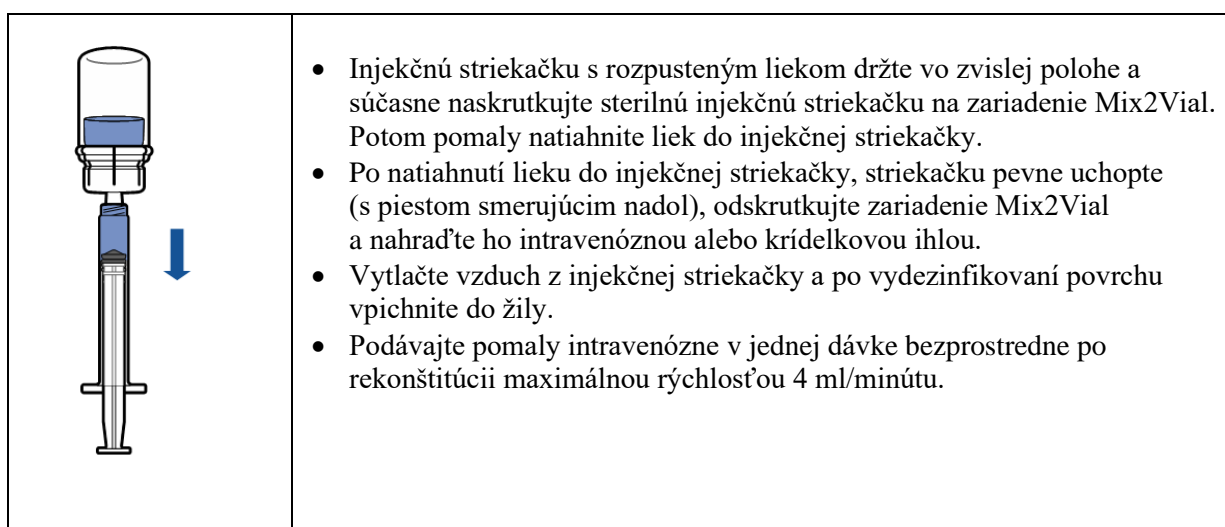 • Injekčnú striekačku s rozpusteným liekom držte vo zvislej polohe a
súčasne naskrutkujte sterilnú injekčnú striekačku na zariadenie Mix2Vial.
Potom pomaly natiahnite liek do injekčnej striekačky.
• Po natiahnutí lieku do injekčnej striekačky, striekačku pevne uchopte
(s piestom smerujúcim nadol), odskrutkujte zariadenie Mix2Vial
a nahraďte ho intravenóznou alebo krídelkovou ihlou.
• Vytlačte vzduch z injekčnej striekačky a po vydezinfikovaní povrchu
vpichnite do žily.
• Podávajte pomaly intravenózne v jednej dávke bezprostredne po
rekonštitúcii maximálnou rýchlosťou 4 ml/minútu.